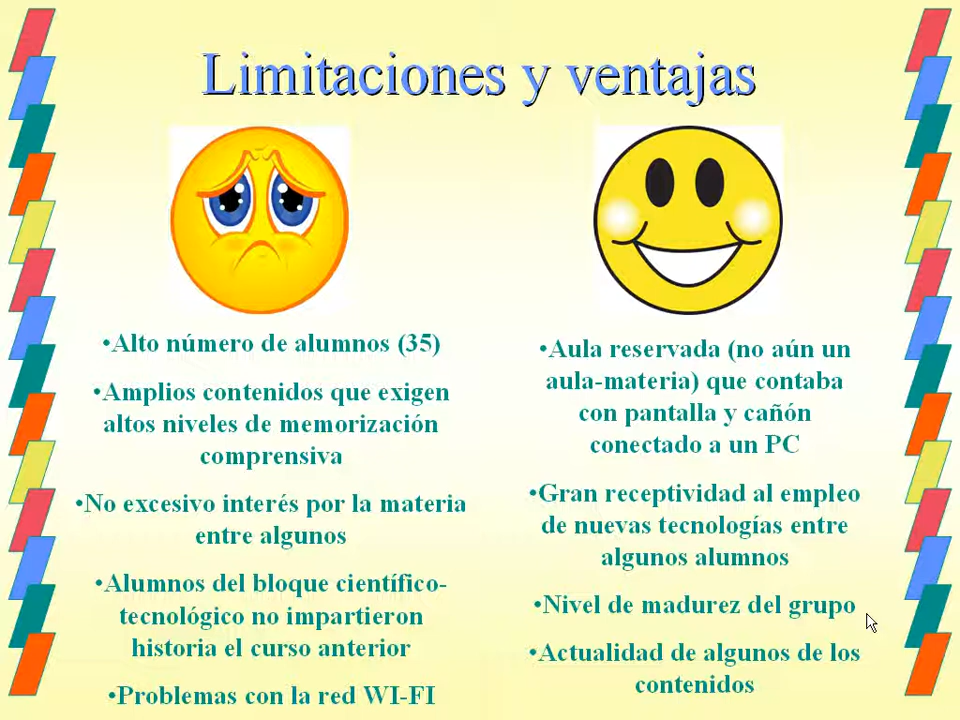 Limitaciones y ventajas
•Alto número de alumnos (35)
•Amplios contenidos que exigen
altos niveles de memorización
comprensiva
•No excesivo interés por la materia
entre algunos
•Alumnos del bloque científico-
tecnológico no impartieron
historia el curso anterior
•Problemas con la red WI-FI
•Aula reservada (no aún un
aula-materia) que contaba
con pantalla y cañón
conectado a un PC
•Gran receptividad al empleo
de nuevas tecnologías entre
algunos alumnos
•Nivel de madurez del grupo
•Actualidad de algunos de los
contenidos